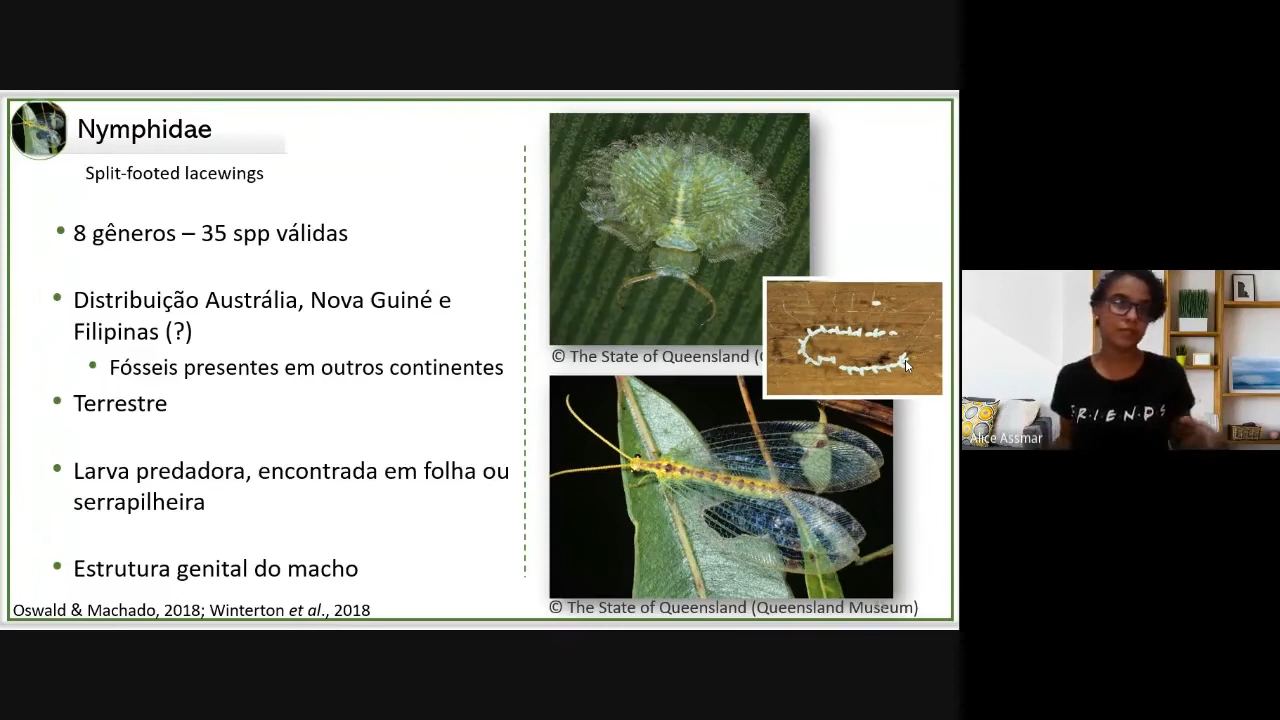 Nymphidae
Split-footed lacewings
• 8 gêneros – 35 spp válidas
• Distribuição Austrália, Nova Guiné e
Filipinas (?)
• Fósseis presentes em outros continentes
• Terrestre
• Larva predadora, encontrada em folha ou
serrapilheira
• Estrutura genital do macho
Oswald & Machado, 2018; Winterton et al., 2018
© The State of Queensland (
© The State of Queensland (Queensland Museum)
F·R·I·E·N·D·S
Alice Assmar